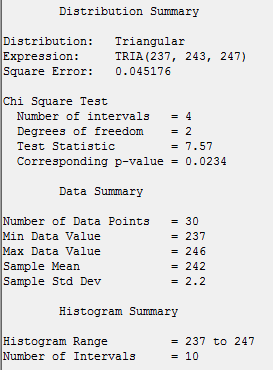 Distribution Summary
Distribution: Triangular
Expression: TRIA(237, 243, 247)
Square Error: 0.045176
Chi Square Test
Number of intervals = 4
Degrees of freedom = 2
Test Statistic = 7.57
Corresponding p-value = 0.0234
Data Summary
Number of Data Points = 30
Min Data Value = 237
Max Data Value = 246
Sample Mean = 242
Sample Std Dev = 2.2
Histogram Summary
Histogram Range = 237 to 247
Number of Intervals = 10